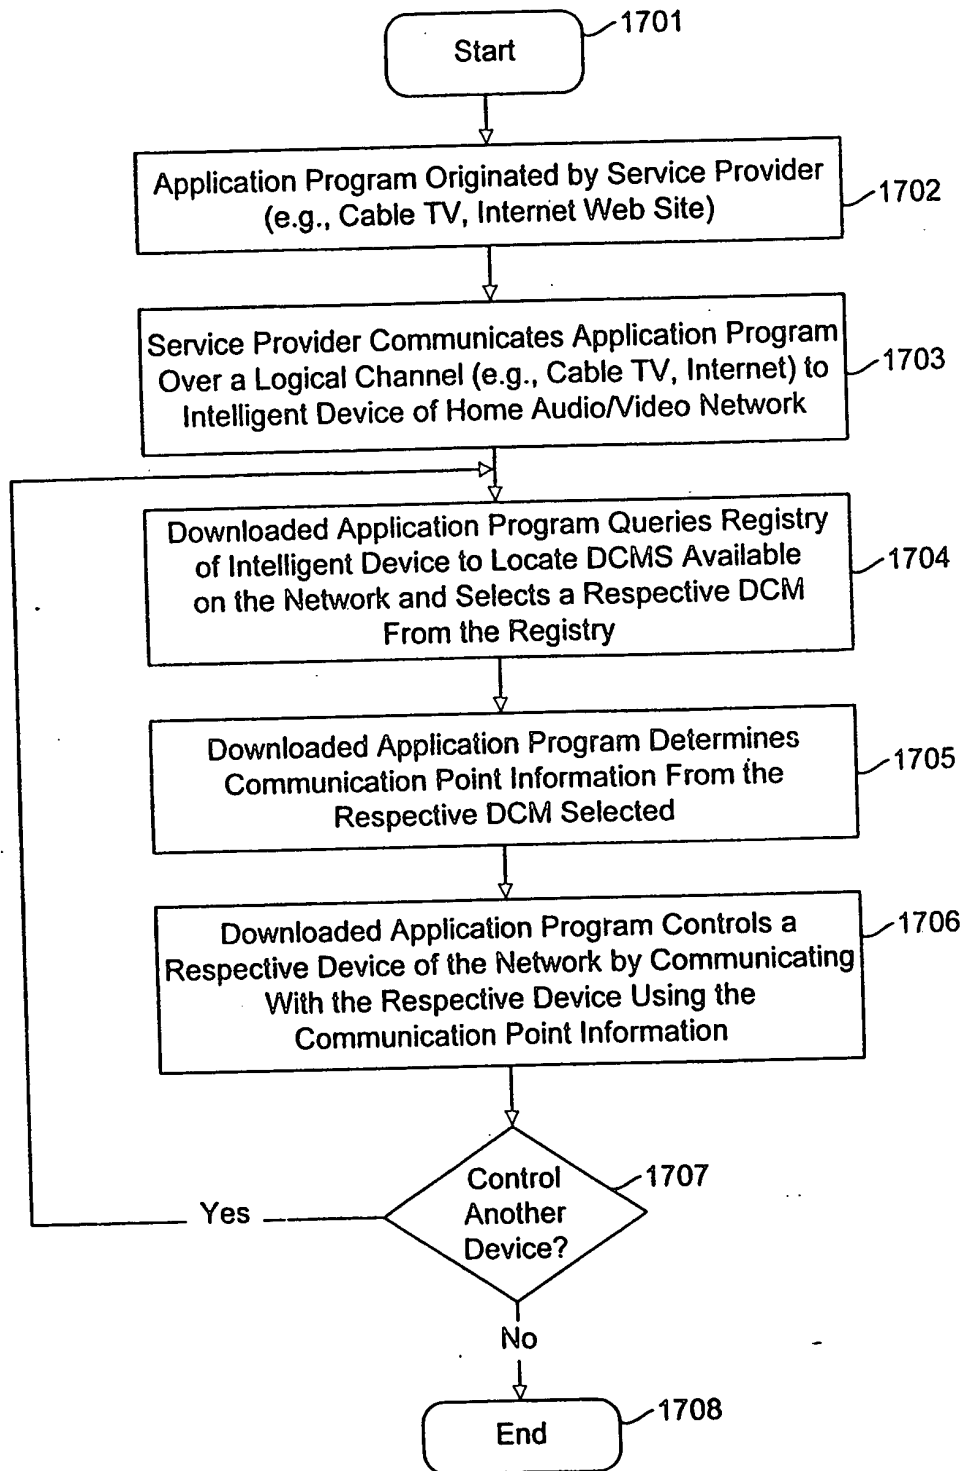 Start
1701
Application Program Originated by Service Provider
(e.g., Cable TV, Internet Web Site)
1702
Service Provider Communicates Application Program
Over a Logical Channel (e.g., Cable TV, Internet) to
Intelligent Device of Home Audio/Video Network
1703
Downloaded Application Program Queries Registry
of Intelligent Device to Locate DCMS Available
on the Network and Selects a Respective DCM
From the Registry
1704
Downloaded Application Program Determines
Communication Point Information From the
Respective DCM Selected
1705
Downloaded Application Program Controls a
Respective Device of the Network by Communicating
With the Respective Device Using the
Communication Point Information
1706
Control
Another
Device?
1707
Yes
No
End
1708